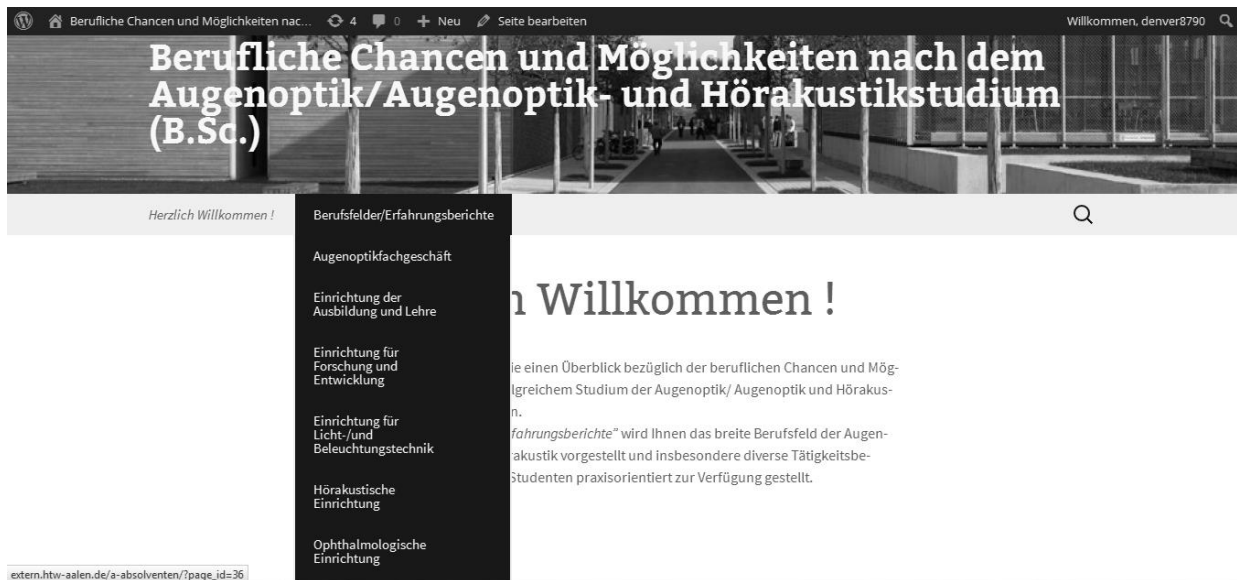 Berufliche Chancen und Möglichkeiten nac... 4 0 Neu Seite bearbeiten Willkommen, denver8790
Berufliche Chancen und Möglichkeiten nach dem
Augenoptik/Augenoptik- und Hörakustikstudium
(B.Sc.)
Herzlich Willkommen ! Berufsfelder/Erfahrungsberichte
Augenoptikfachgeschäft
Einrichtung der
Ausbildung und Lehre
Einrichtung für
Forschung und
Entwicklung
Einrichtung für
Licht-/und
Beleuchtungstechnik
Hörakustische
Einrichtung
Ophthalmologische
Einrichtung
Willkommen !
ie einen Überblick bezüglich der beruflichen Chancen und Mög-
lgreichem Studium der Augenoptik/ Augenoptik und Hörakus-
n.
fahrungsberichte" wird Ihnen das breite Berufsfeld der Augen-
rakustik vorgestellt und insbesondere diverse Tätigkeitsbe-
Studenten praxisorientiert zur Verfügung gestellt.
extern.htw-aalen.de/a-absolventen/?page_id=36